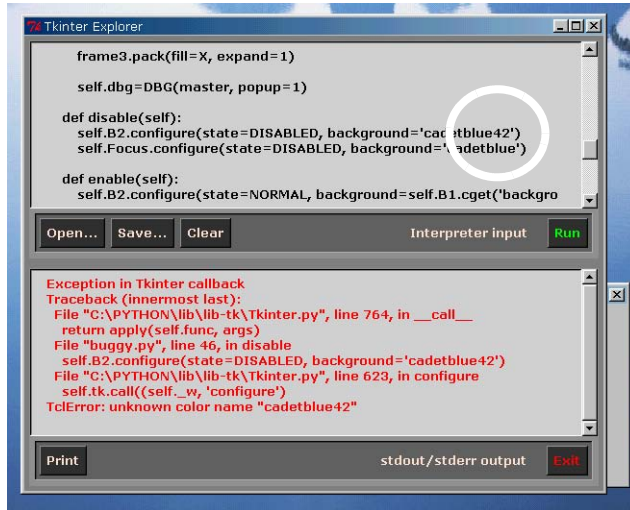 Tkinter Explorer
frame3.pack(fill=X, expand=1)
self.dbg=DBG(master, popup=1)
def disable(self):
self.B2.configure(state=DISABLED, background='cadetblue42')
self.Focus.configure(state=DISABLED, background='cadetblue')
def enable(self):
self.B2.configure(state=NORMAL, background=self.B1.cget('backgro
Open... Save... Clear Interpreter input Run
Exception in Tkinter callback
Traceback (innermost last):
File "C:\PYTHON\lib\lib-tk\Tkinter.py", line 764, in __call__
return apply(self.func, args)
File "buggy.py", line 46, in disable
self.B2.configure(state=DISABLED, background='cadetblue42')
File "C:\PYTHON\lib\lib-tk\Tkinter.py", line 623, in configure
self.tk.call((self._w, 'configure')
TclError: unknown color name "cadetblue42"
Print stdout/stderr output Exit